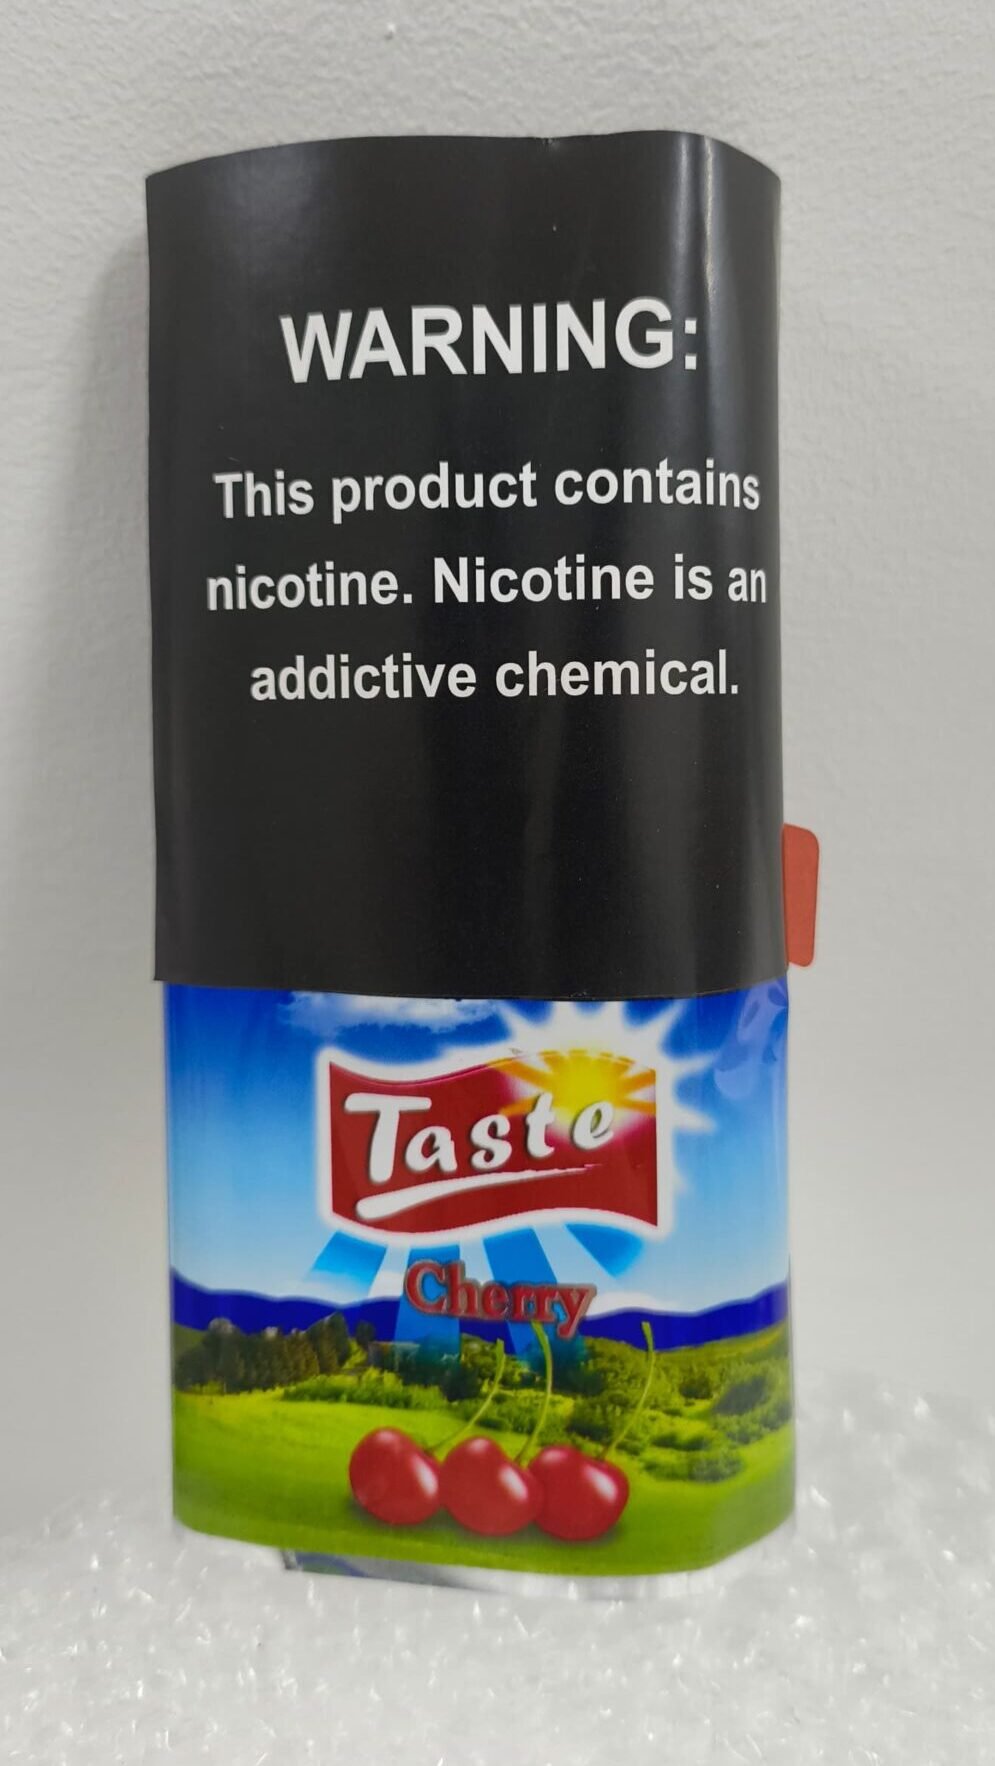 WARNING:
This product contains
nicotine. Nicotine is an
addictive chemical.
Taste
Cherry